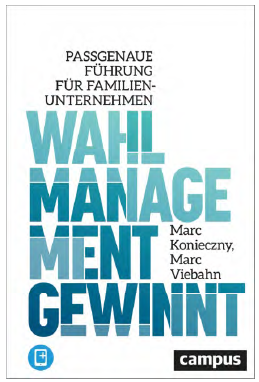 PASSGENAUE
FÜHRUNG
FÜR FAMILIEN-
UNTERNEHMEN
WAHL
MANAGE
MENT
GEWINNT
Marc
Konieczny,
Marc
Viebahn
campus